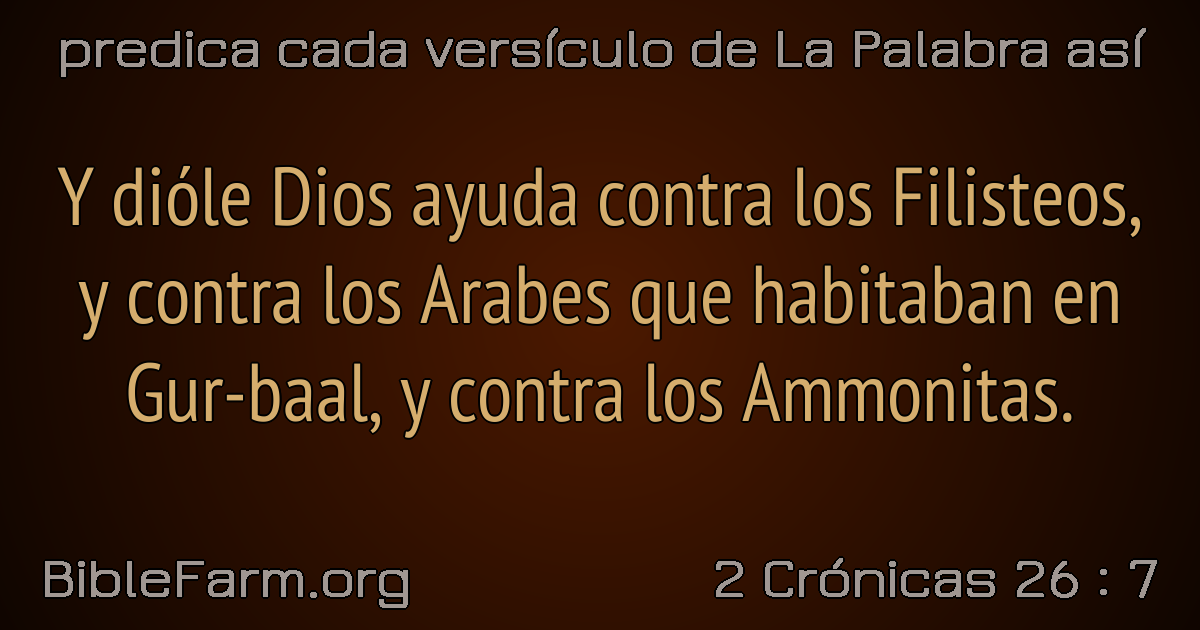 predica cada versículo de La Palabra así
Y dióle Dios ayuda contra los Filisteos,
y contra los Arabes que habitaban en
Gur-baal, y contra los Ammonitas.
BibleFarm.org
2 Crónicas 26 : 7